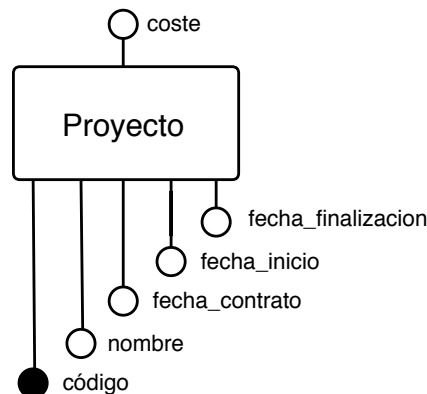 coste
Proyecto
fecha_finalizacion
fecha_inicio
fecha_contrato
nombre
código